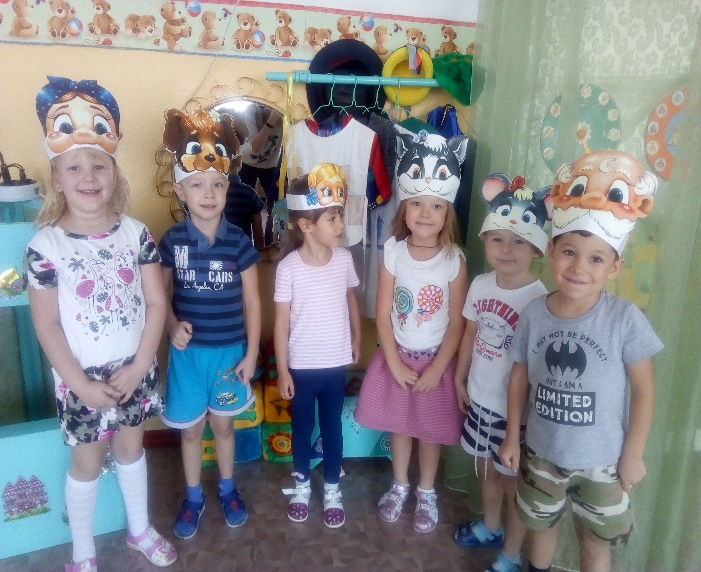 M
STAR CARS
Los Angeles, CA
I MAY NOT BE PERFECT
BUT I AM A
LIMITED
EDITION